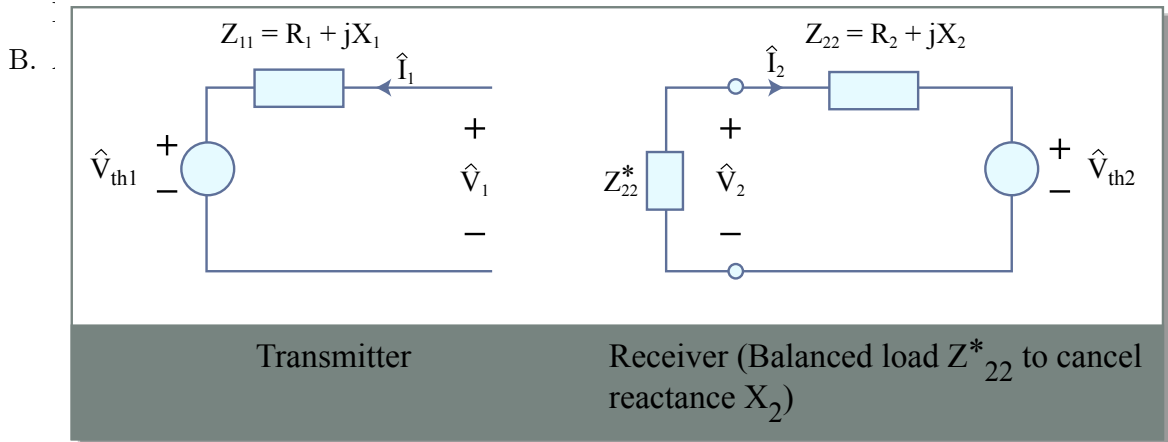 B.
Z₁₁ = R₁ + jX₁
Î₁
+
−
V̂ₜₕ₁
+
V̂₁
−
Z₂₂ = R₂ + jX₂
Î₂
Z*₂₂
+
V̂₂
−
+
−
V̂ₜₕ₂
Transmitter
Receiver (Balanced load Z*₂₂ to cancel
reactance X₂)